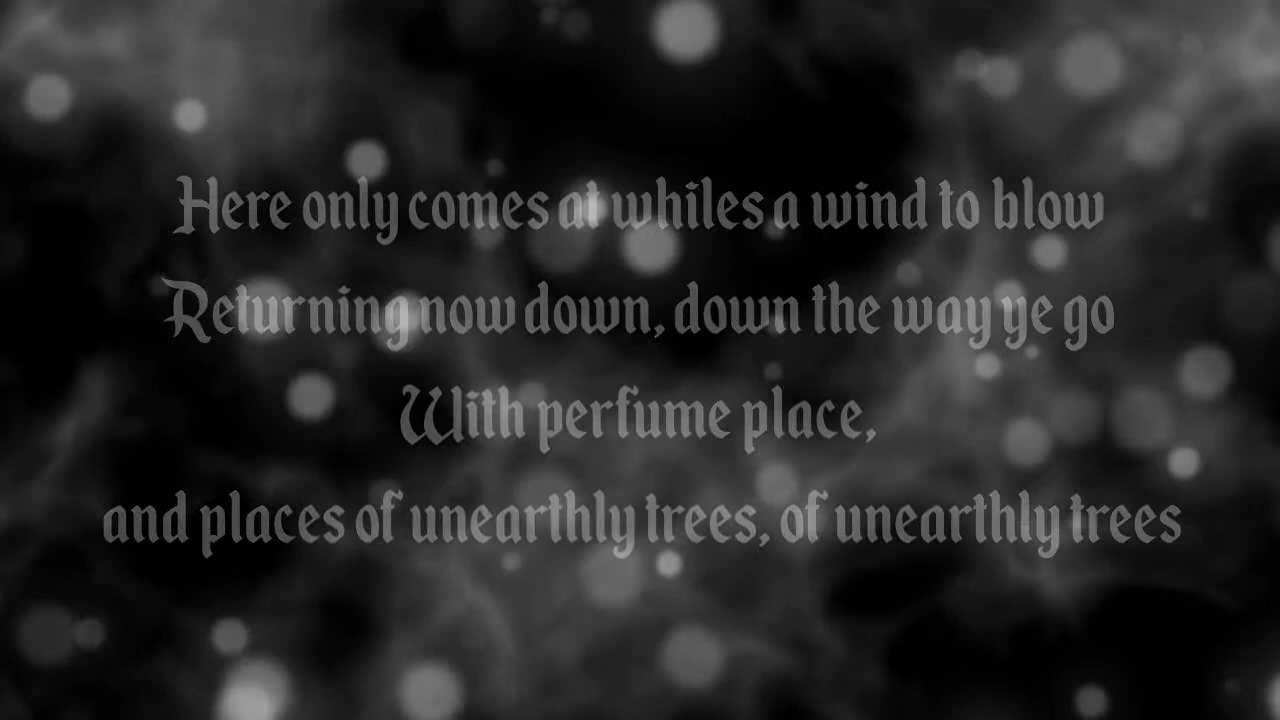 Here only comes at whiles a wind to blow
Returning now down, down the way ye go
With perfume place,
and places of unearthly trees, of unearthly trees